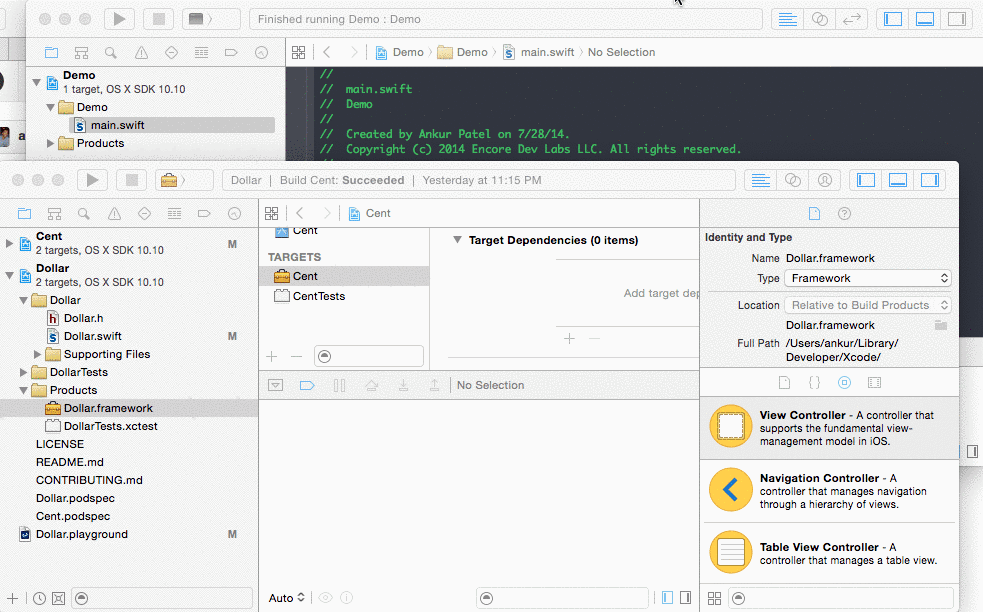 Finished running Demo : Demo
Demo
1 target, OS X SDK 10.10
Demo
main.swift
Products
Demo
Demo
main.swift
No Selection
//
// main.swift
// Demo
//
// Created by Ankur Patel on 7/28/14.
// Copyright (c) 2014 Encore Dev Labs LLC. All rights reserved.
Dollar
Build Cent: Succeeded
Yesterday at 11:15 PM
Cent
2 targets, OS X SDK 10.10
M
Dollar
2 targets, OS X SDK 10.10
Dollar
Dollar.h
Dollar.swift
M
Supporting Files
DollarTests
Products
Dollar.framework
DollarTests.xctest
LICENSE
README.md
CONTRIBUTING.md
Dollar.podspec
Cent.podspec
Dollar.playground
M
Cent
Cent
TARGETS
Cent
CentTests
Target Dependencies (0 items)
Add target dep
No Selection
Auto
Identity and Type
Name Dollar.framework
Type Framework
Location Relative to Build Products
Dollar.framework
Full Path /Users/ankur/Library/
Developer/Xcode/
View Controller - A controller that
supports the fundamental view-
management model in iOS.
Navigation Controller - A
controller that manages navigation
through a hierarchy of views.
Table View Controller - A
controller that manages a table view.